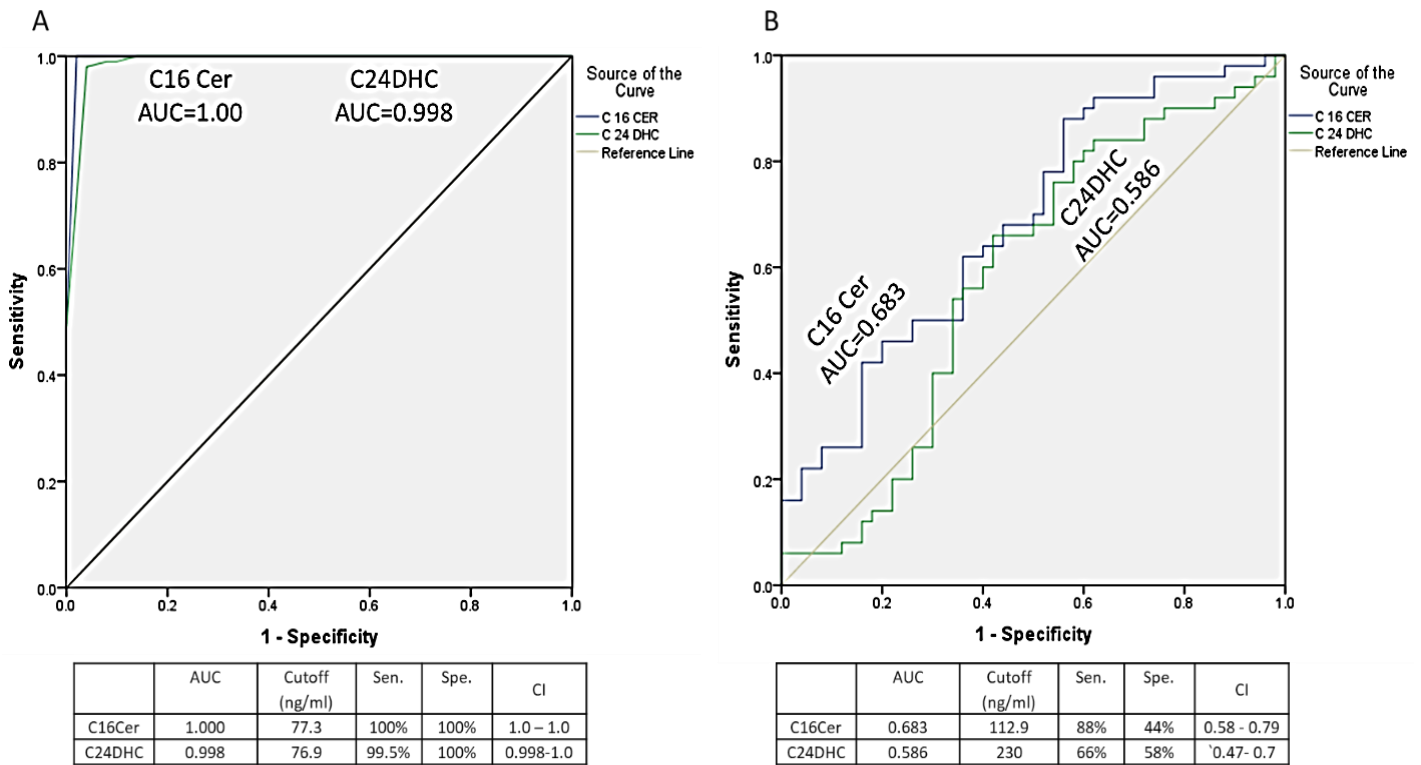 A
1.0
0.8
0.6
0.4
0.2
0.0
Sensitivity
C16 Cer
AUC=1.00
C24DHC
AUC=0.998
0.0 0.2 0.4 0.6 0.8 1.0
1 - Specificity
Source of the
Curve
C 16 CER
C 24 DHC
Reference Line
AUC Cutoff (ng/ml) Sen. Spe. CI
C16Cer 1.000 77.3 100% 100% 1.0 – 1.0
C24DHC 0.998 76.9 99.5% 100% 0.998-1.0
B
1.0
0.8
0.6
0.4
0.2
0.0
Sensitivity
C16 Cer
AUC=0.683
C24DHC
AUC=0.586
0.0 0.2 0.4 0.6 0.8 1.0
1 - Specificity
Source of the
Curve
C 16 CER
C 24 DHC
Reference Line
AUC Cutoff (ng/ml) Sen. Spe. CI
C16Cer 0.683 112.9 88% 44% 0.58 - 0.79
C24DHC 0.586 230 66% 58% `0.47- 0.7